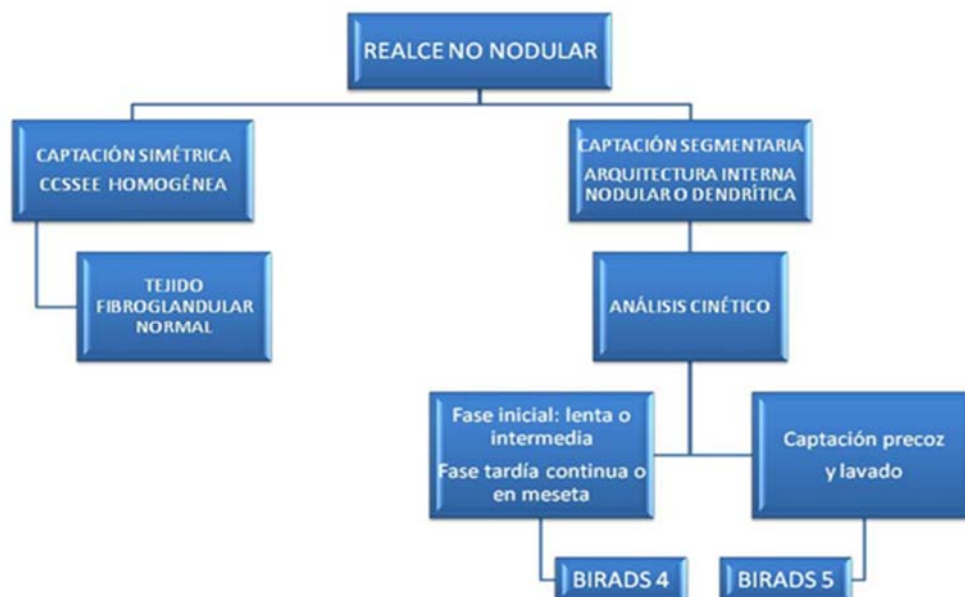 REALCE NO NODULAR
CAPTACIÓN SIMÉTRICA
CCSSEE HOMOGÉNEA
CAPTACIÓN SEGMENTARIA
ARQUITECTURA INTERNA
NODULAR O DENDRÍTICA
TEJIDO
FIBROGLANDULAR
NORMAL
ANÁLISIS CINÉTICO
Fase inicial: lenta o
intermedia
Fase tardía continua o
en meseta
Captación precoz
y lavado
BIRADS 4
BIRADS 5